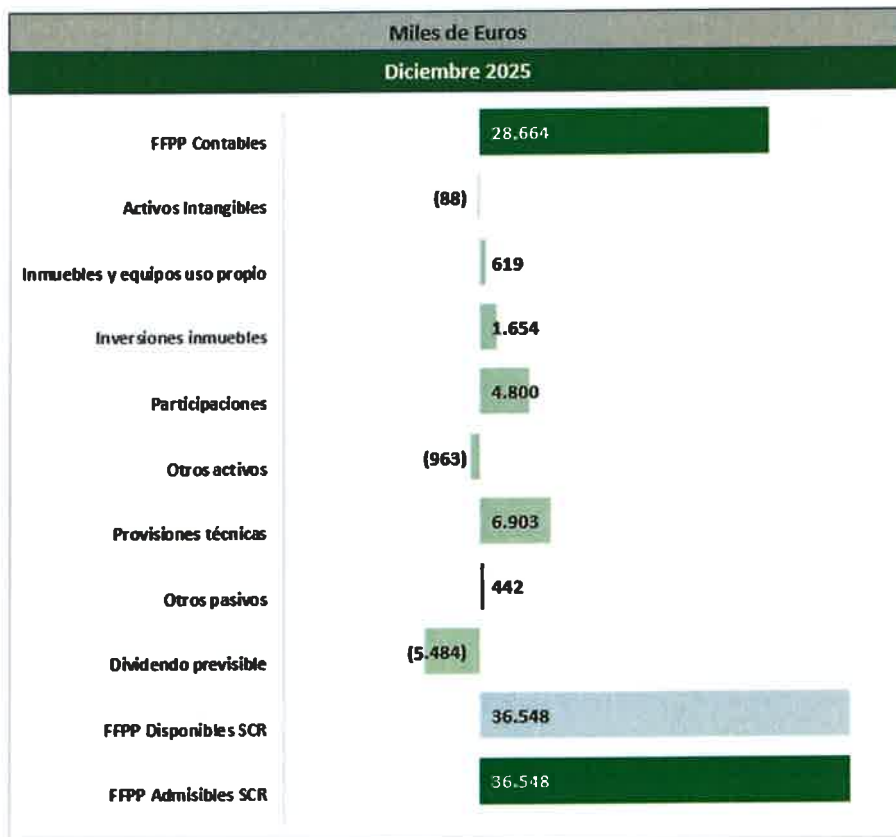 Miles de Euros
Diciembre 2025
FFPP Contables 28.664
Activos Intangibles (88)
Inmuebles y equipos uso propio 619
Inversiones inmuebles 1.654
Participaciones 4.800
Otros activos (963)
Provisiones técnicas 6.903
Otros pasivos 442
Dividendo previsible (5.484)
FFPP Disponibles SCR 36.548
FFPP Admisibles SCR 36.548